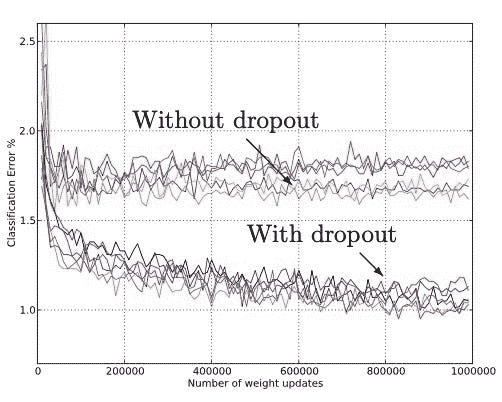 2.5
2.0
1.5
1.0
Classification Error %
Without dropout
With dropout
0
200000
400000
600000
800000
1000000
Number of weight updates